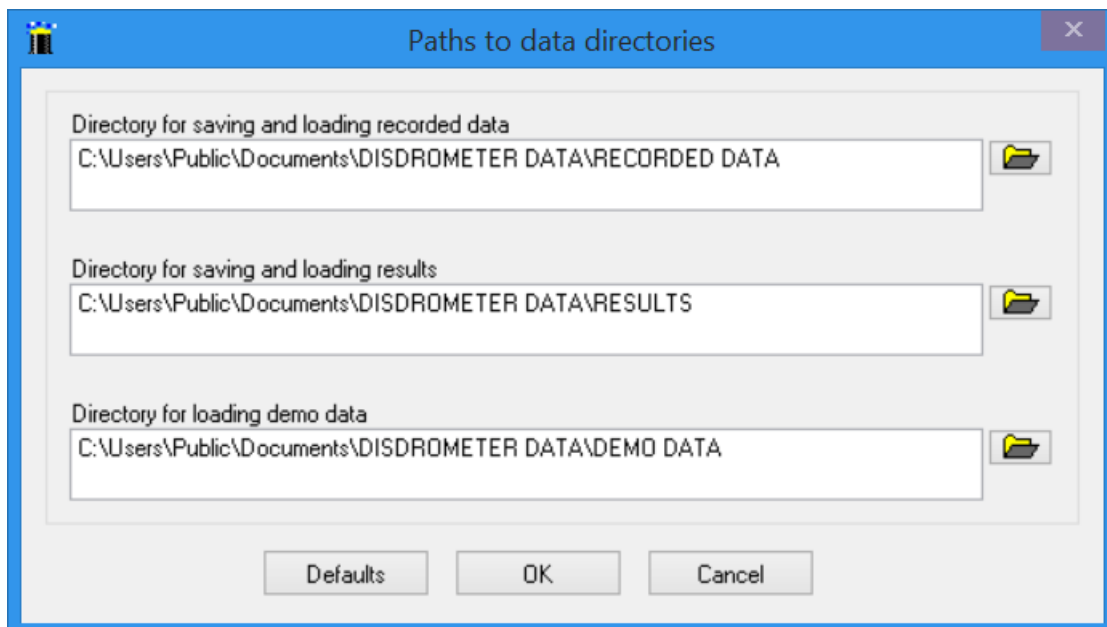 Paths to data directories
Directory for saving and loading recorded data
C:\Users\Public\Documents\DISDROMETER DATA\RECORDED DATA
Directory for saving and loading results
C:\Users\Public\Documents\DISDROMETER DATA\RESULTS
Directory for loading demo data
C:\Users\Public\Documents\DISDROMETER DATA\DEMO DATA
Defaults OK Cancel